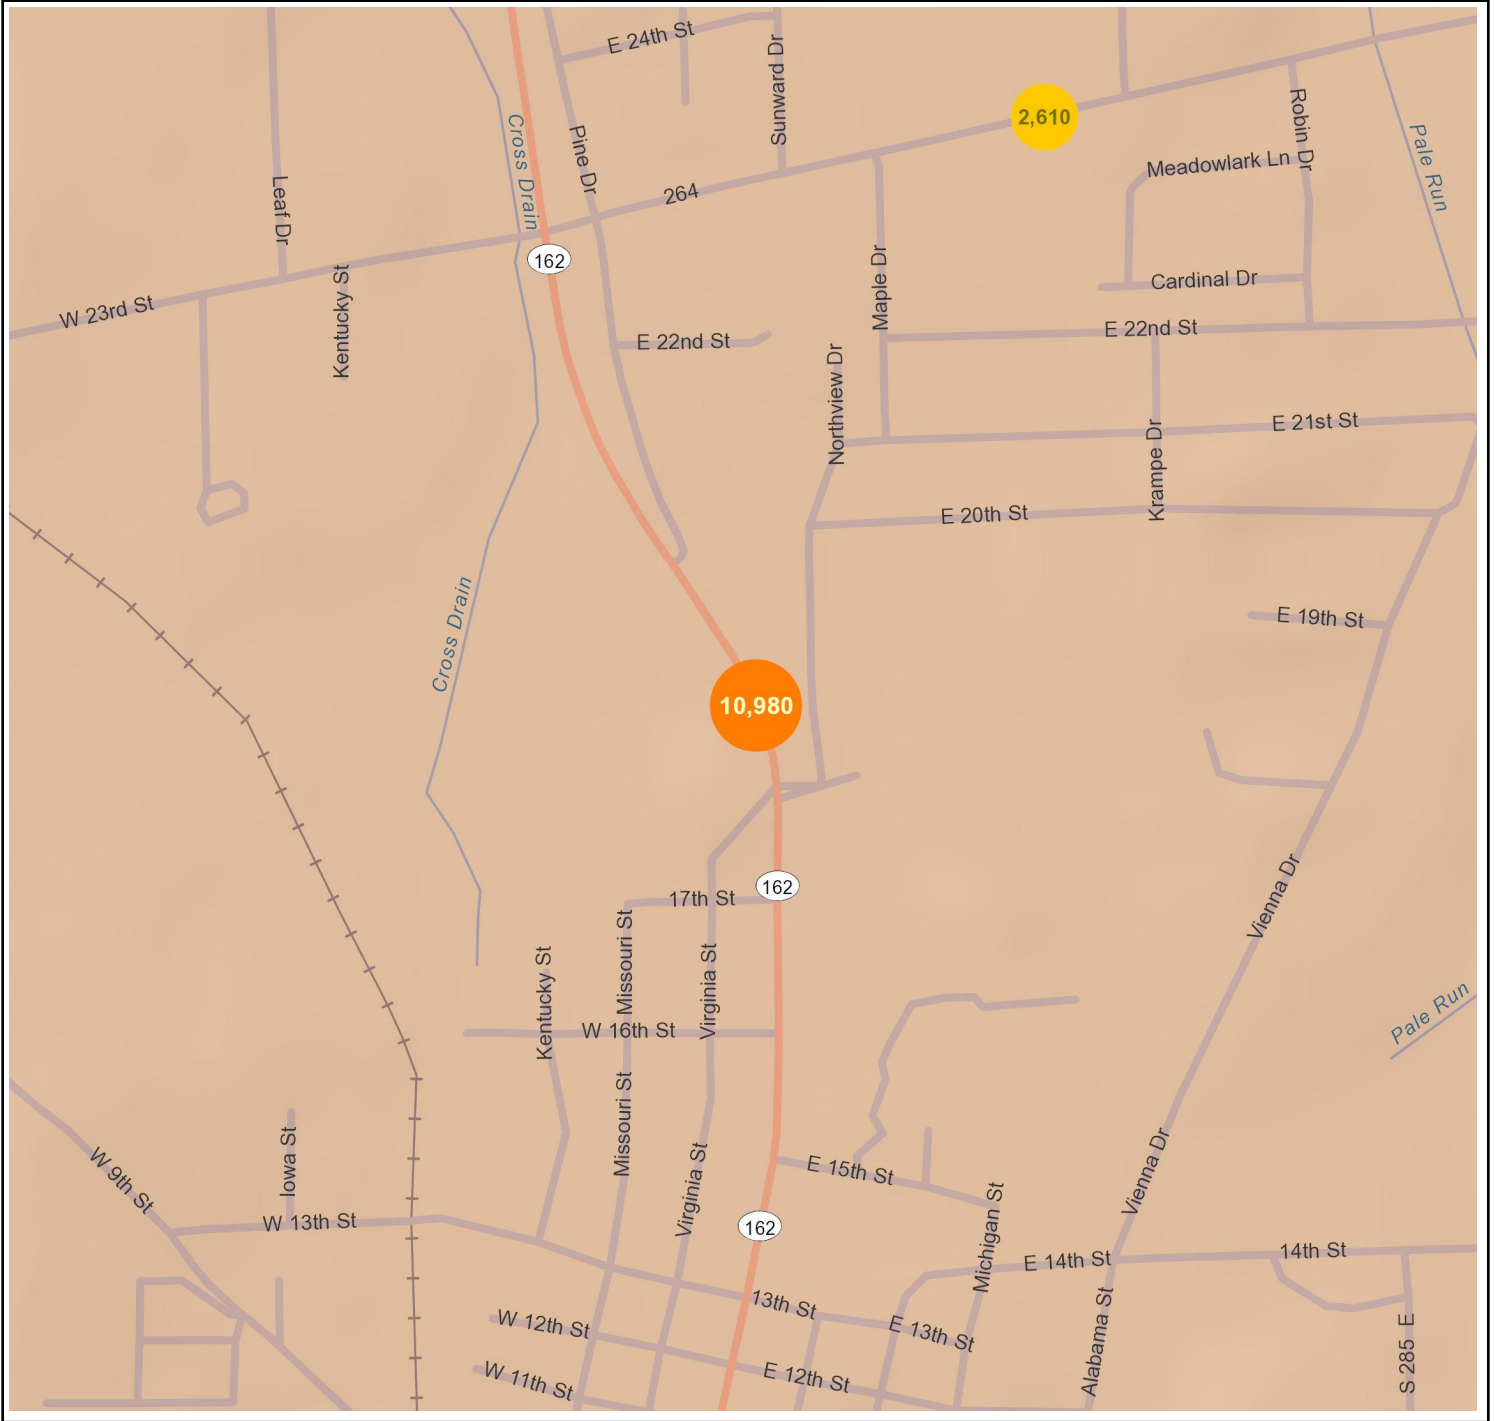 E 24th St
Sunward Dr
2,610
Robin Dr
Cross Drain
Pine Dr
Meadowlark Ln
Pale Run
Leaf Dr
264
162
Maple Dr
Cardinal Dr
W 23rd St
Kentucky St
E 22nd St
E 22nd St
Northview Dr
E 21st St
Krampe Dr
E 20th St
Cross Drain
E 19th St
10,980
Vienna Dr
162
17th St
Missouri St
Kentucky St
Virginia St
W 16th St
Pale Run
Missouri St
W 9th St
Iowa St
Virginia St
E 15th St
Vienna Dr
Michigan St
W 13th St
162
E 14th St
14th St
13th St
W 12th St
E 13th St
Alabama St
S 285 E
W 11th St
E 12th St